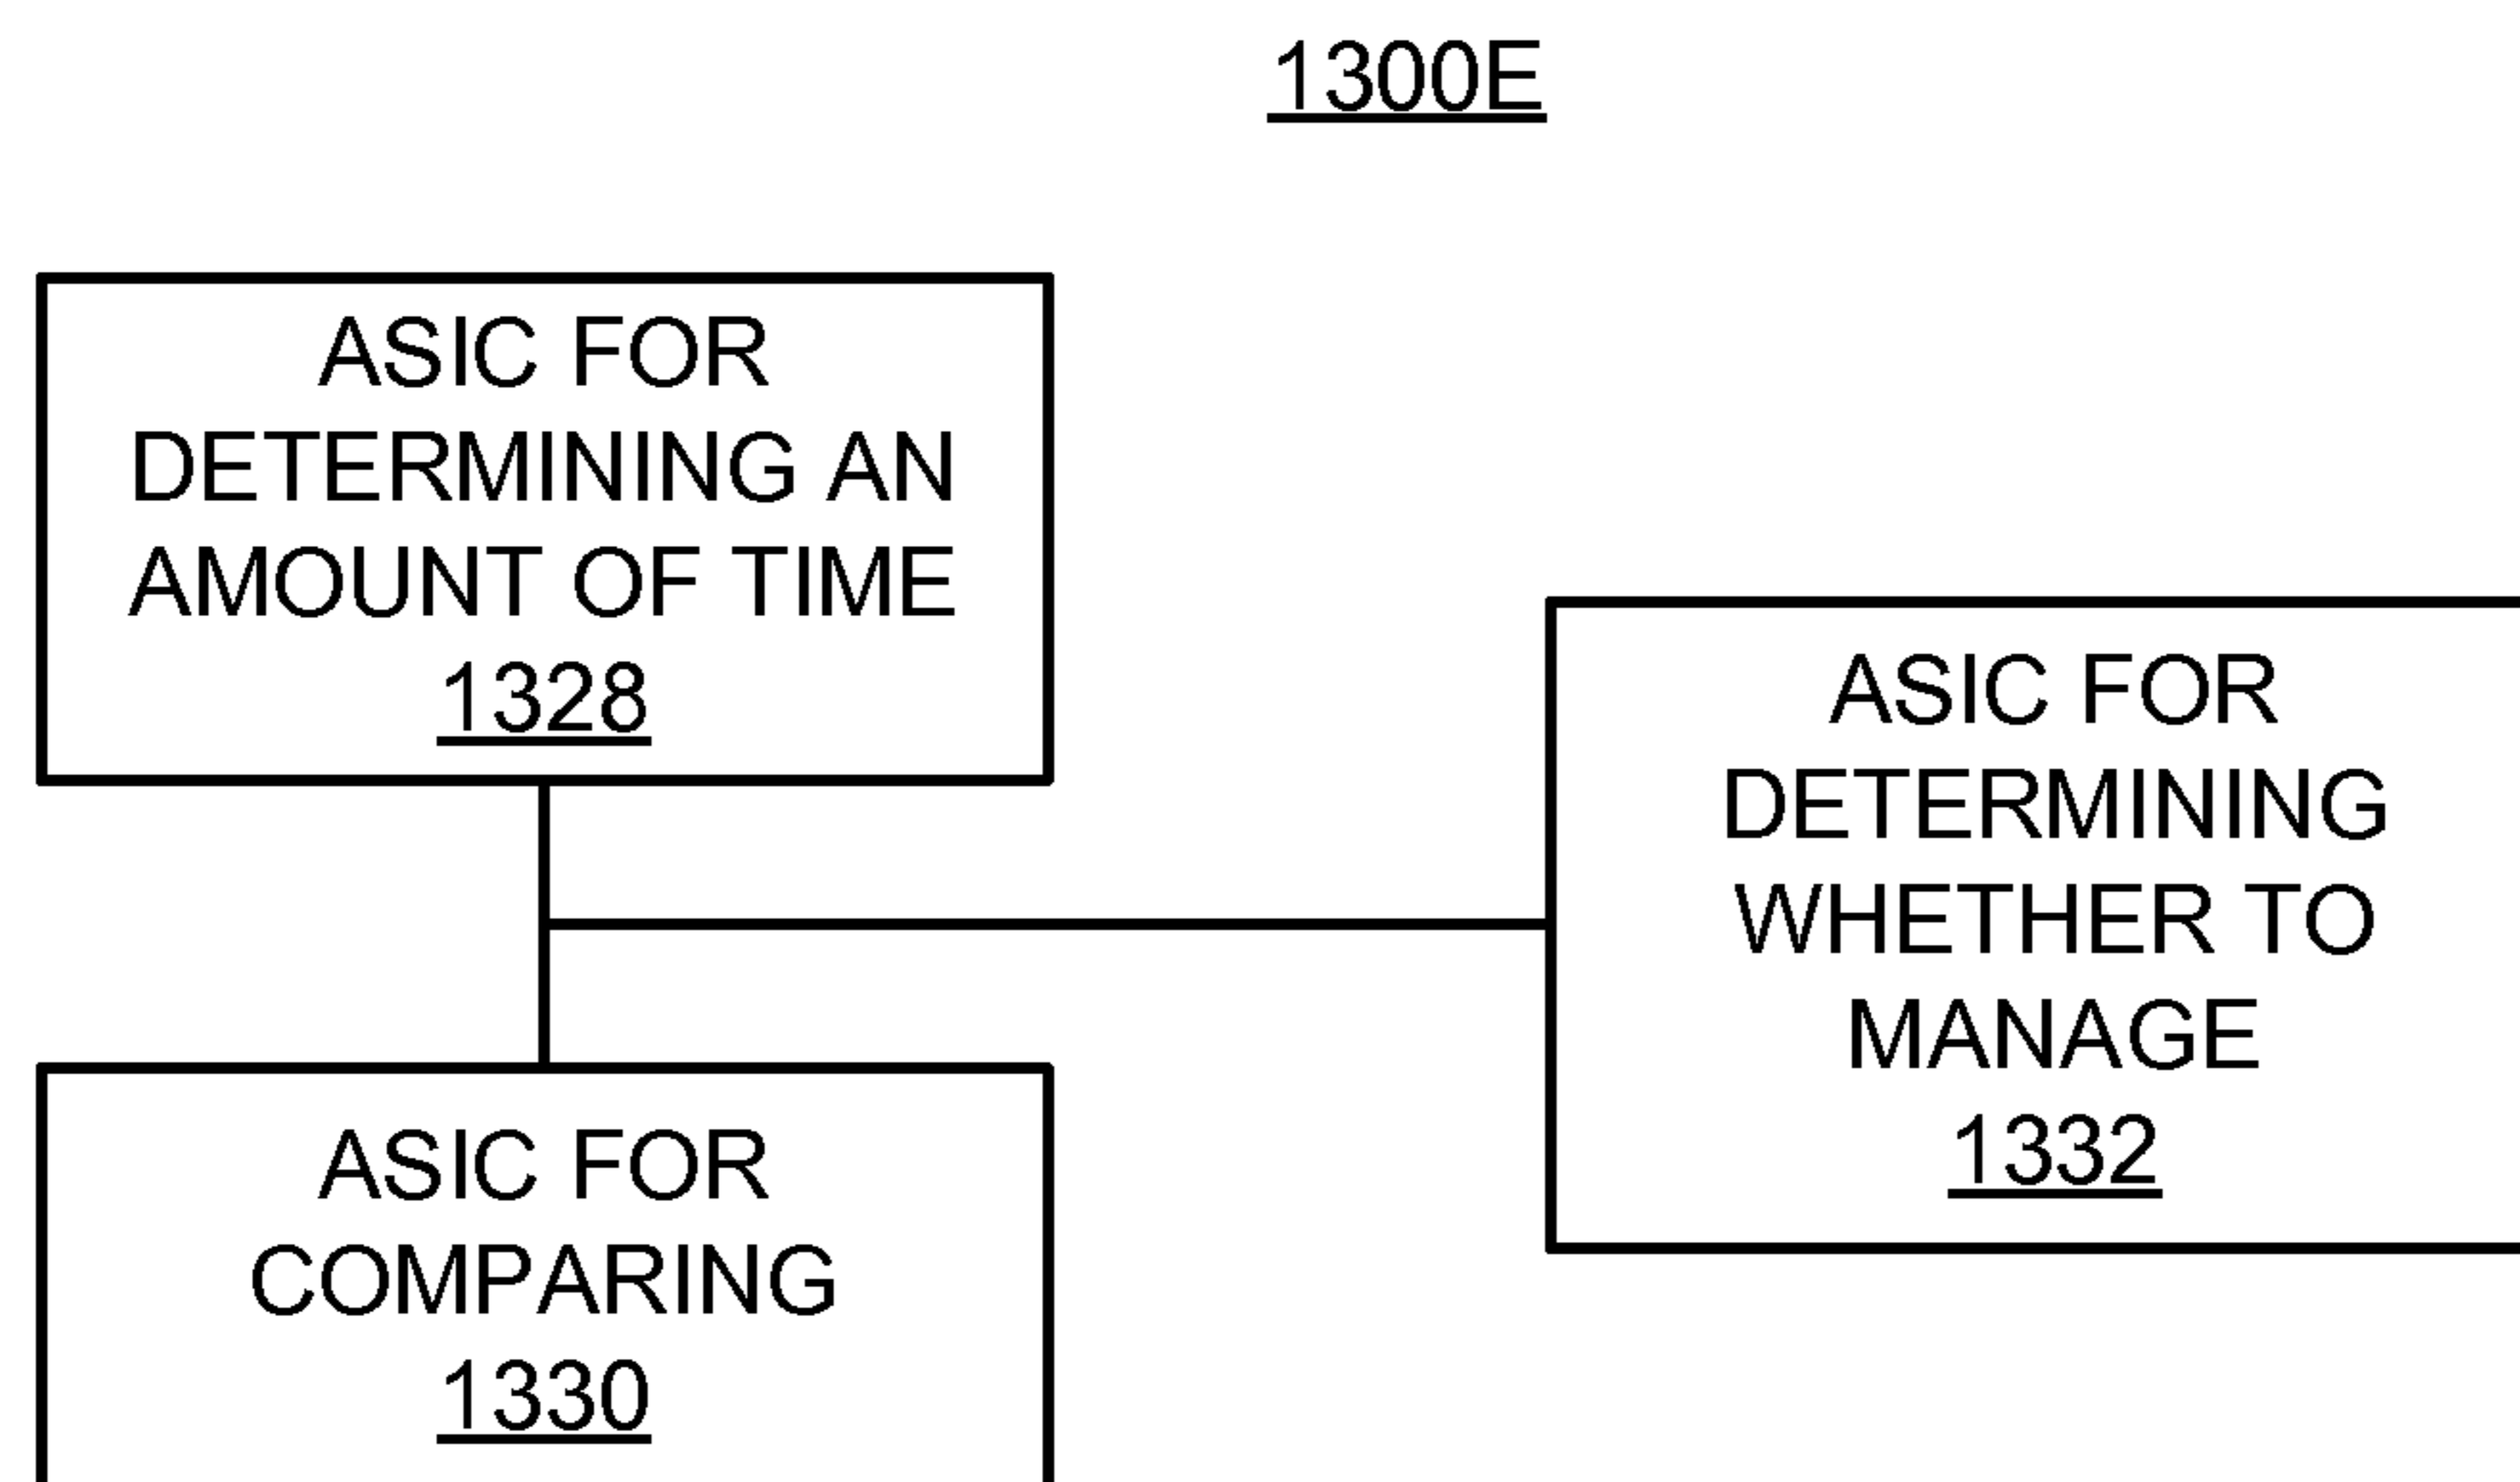 1300E
ASIC FOR
DETERMINING AN
AMOUNT OF TIME
1328
ASIC FOR
DETERMINING
WHETHER TO
MANAGE
1332
ASIC FOR
COMPARING
1330